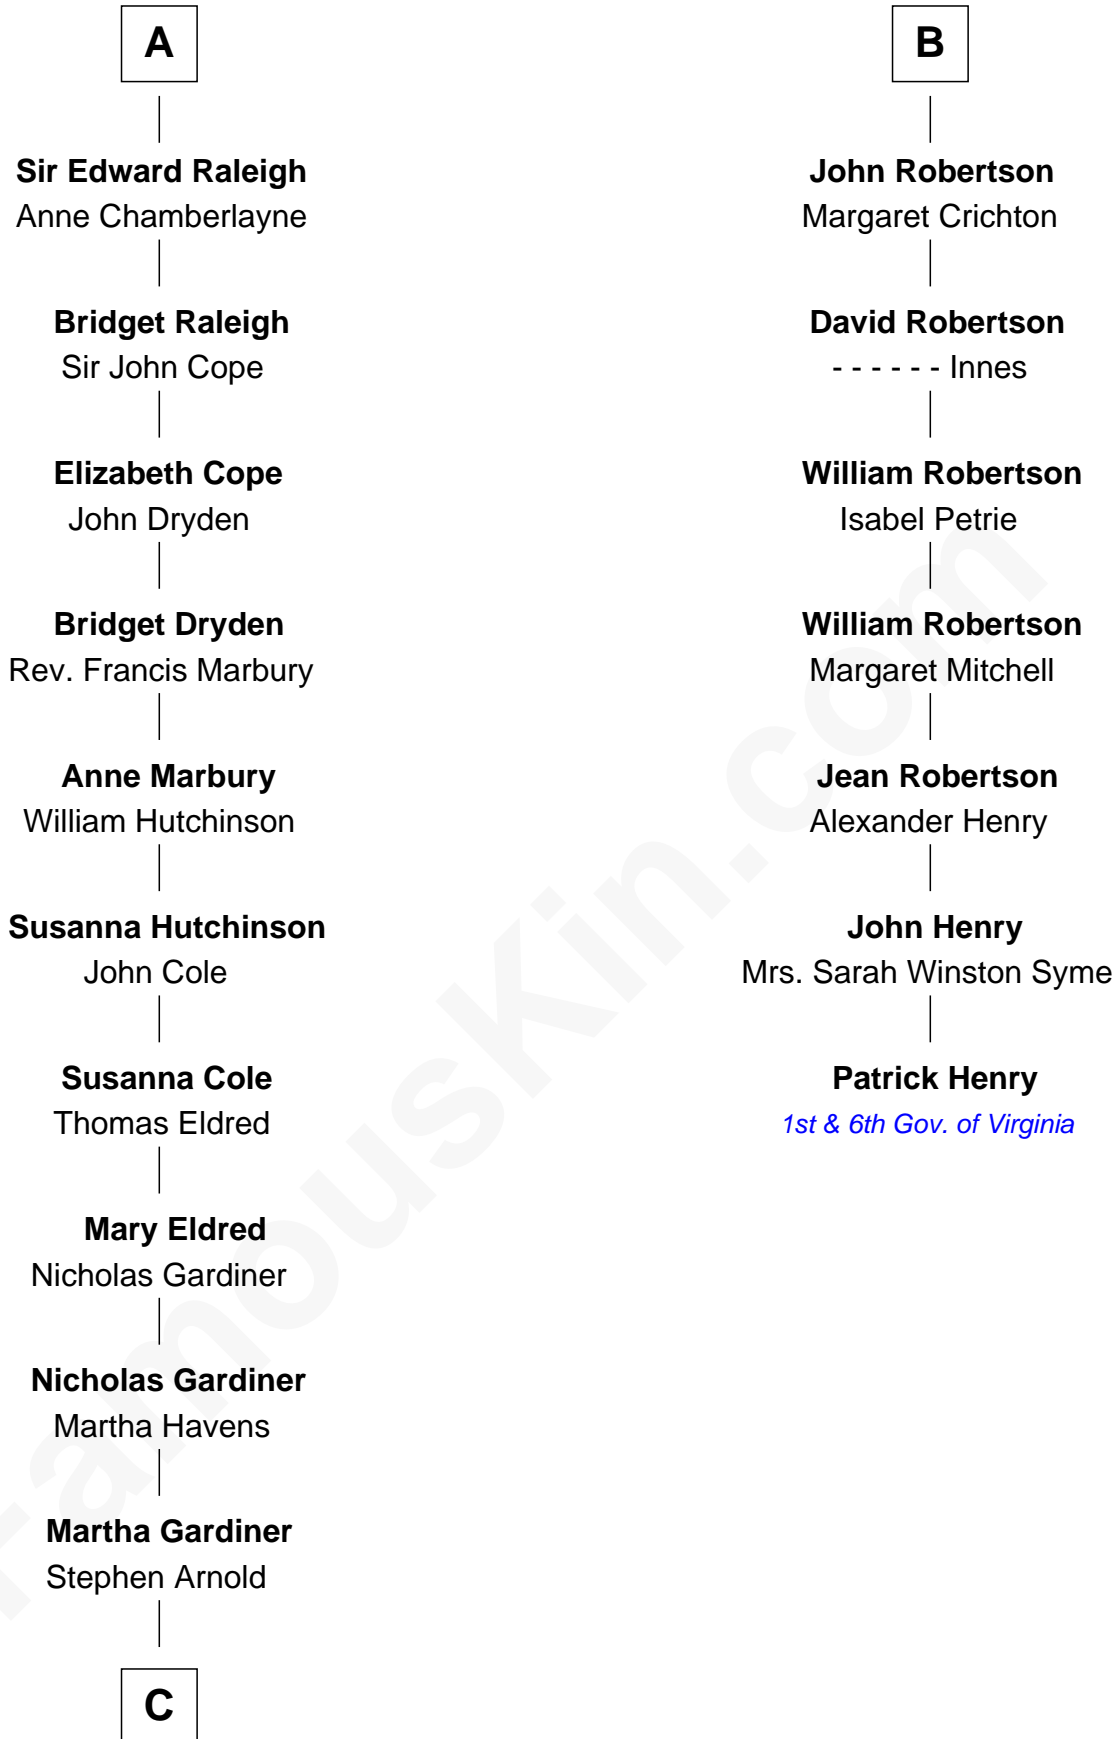 A
Sir Edward Raleigh
Anne Chamberlayne
Bridget Raleigh
Sir John Cope
Elizabeth Cope
John Dryden
Bridget Dryden
Rev. Francis Marbury
Anne Marbury
William Hutchinson
Susanna Hutchinson
John Cole
Susanna Cole
Thomas Eldred
Mary Eldred
Nicholas Gardiner
Nicholas Gardiner
Martha Havens
Martha Gardiner
Stephen Arnold
C
B
John Robertson
Margaret Crichton
David Robertson
- - - - - - Innes
William Robertson
Isabel Petrie
William Robertson
Margaret Mitchell
Jean Robertson
Alexander Henry
John Henry
Mrs. Sarah Winston Syme
Patrick Henry
1st & 6th Gov. of Virginia
FamousKin.com